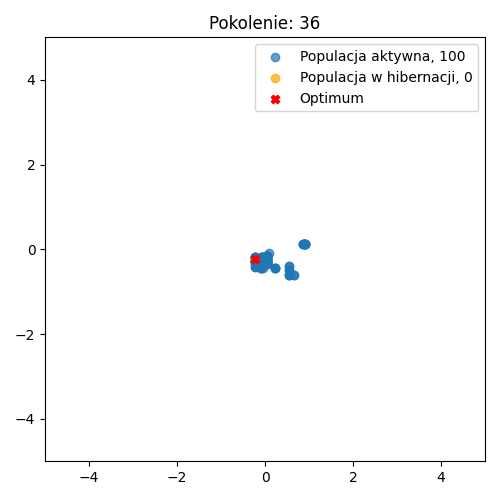 Pokolenie: 36
Populacja aktywna, 100
Populacja w hibernacji, 0
Optimum
4
2
0
−2
−4
−4 −2 0 2 4